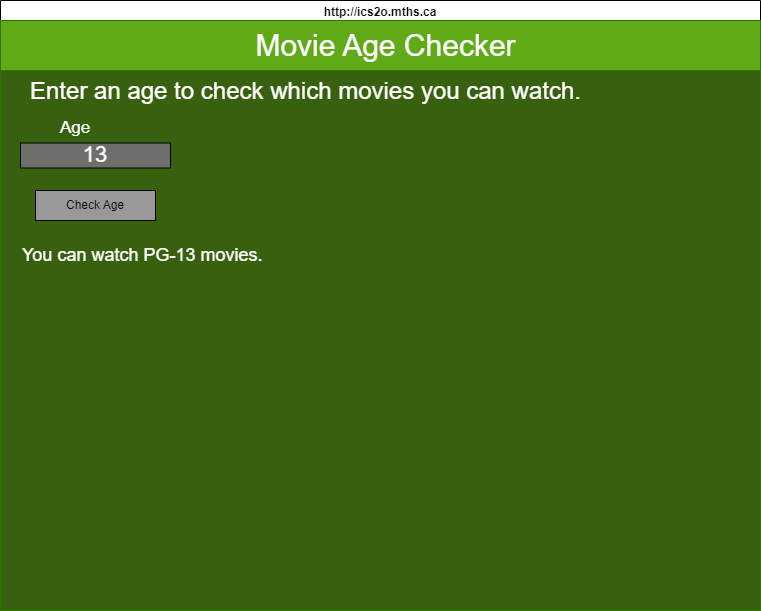 http://ics2o.mths.ca
Movie Age Checker
Enter an age to check which movies you can watch.
Age
13
Check Age
You can watch PG-13 movies.